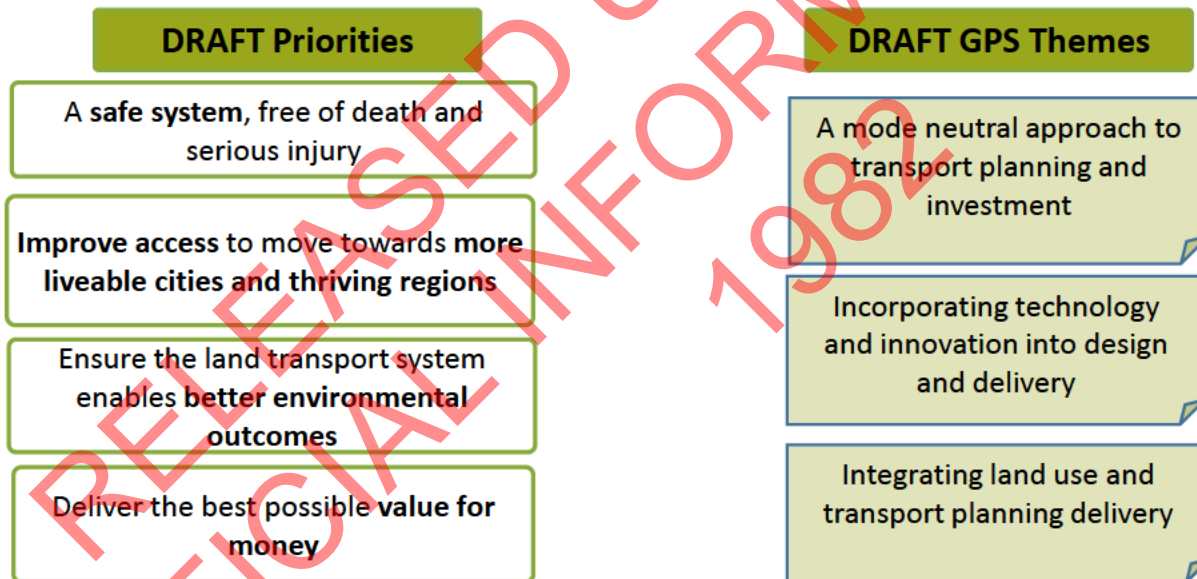 DRAFT Priorities
A safe system, free of death and
serious injury
Improve access to move towards more
liveable cities and thriving regions
Ensure the land transport system
enables better environmental
outcomes
Deliver the best possible value for
money
DRAFT GPS Themes
A mode neutral approach to
transport planning and
investment
Incorporating technology
and innovation into design
and delivery
Integrating land use and
transport planning delivery
RELEASED
1982